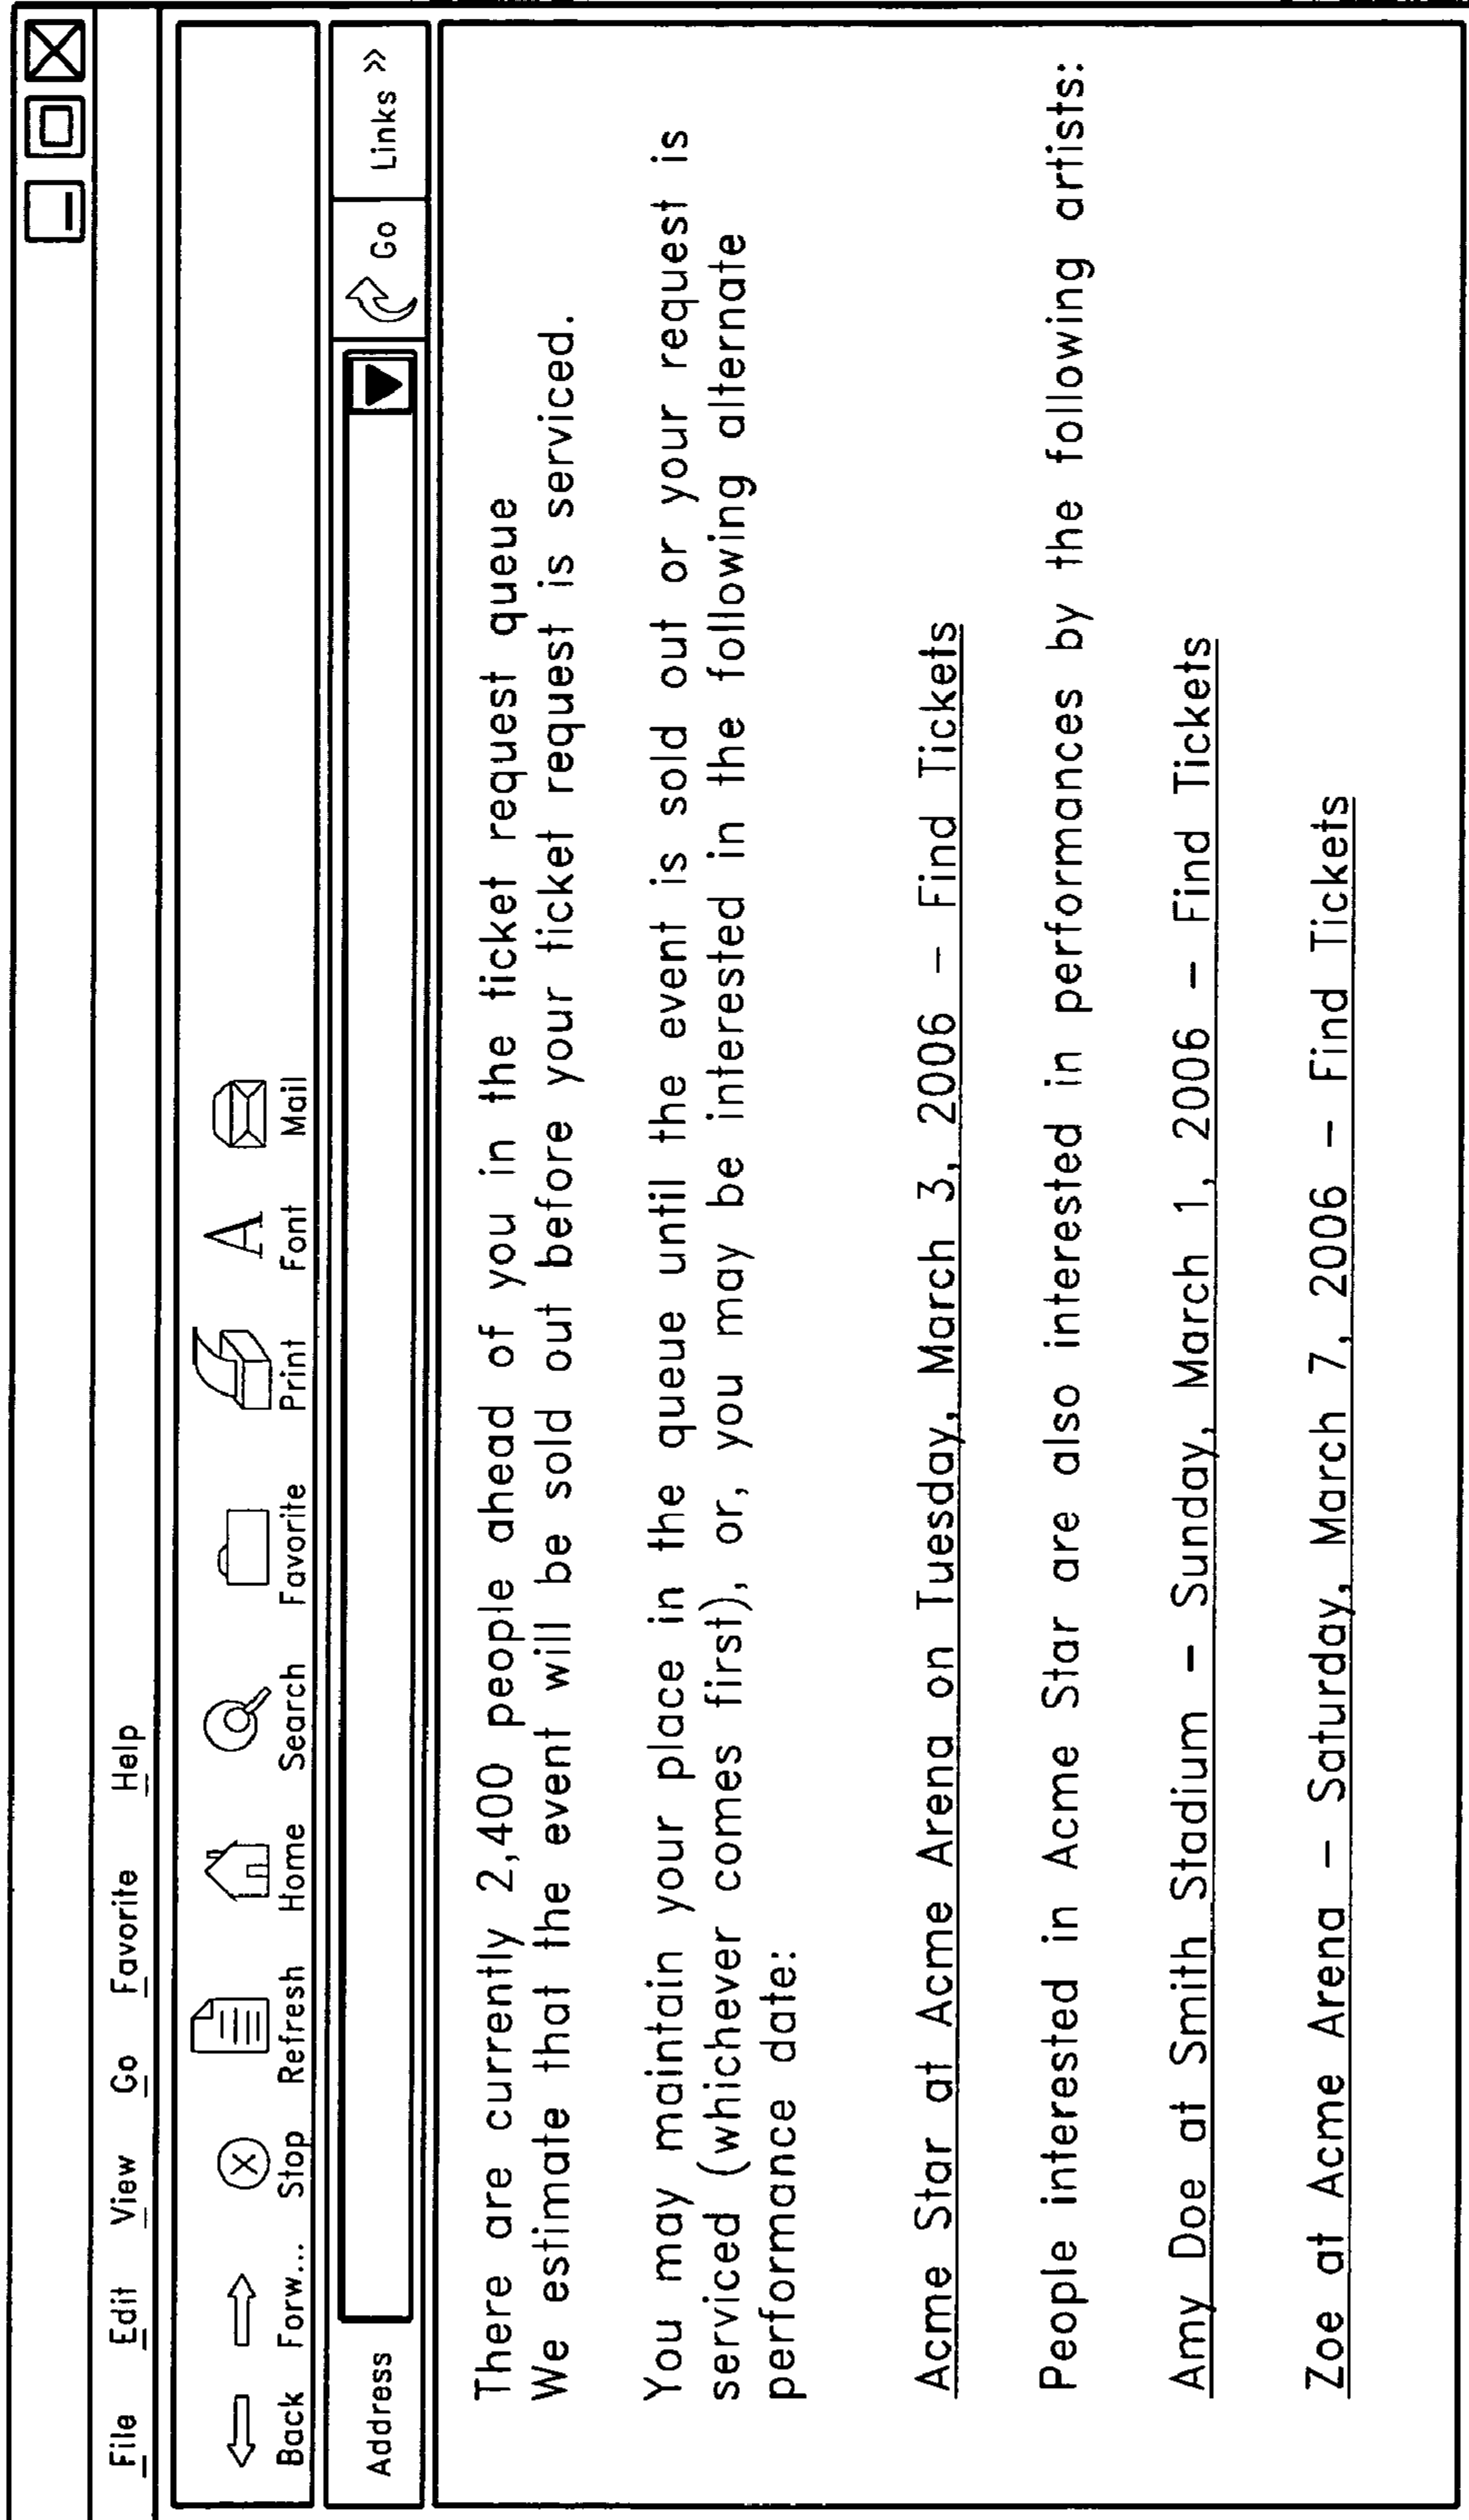 File Edit View Go Favorite Help
Back Forw... Stop Refresh Home Search Favorite Print Font Mail
Address Go Links »
There are currently 2,400 people ahead of you in the ticket request queue
We estimate that the event will be sold out before your ticket request is serviced.
You may maintain your place in the queue until the event is sold out or your request is
serviced (whichever comes first), or, you may be interested in the following alternate
performance date:
Acme Star at Acme Arena on Tuesday, March 3, 2006 – Find Tickets
People interested in Acme Star are also interested in performances by the following artists:
Amy Doe at Smith Stadium – Sunday, March 1, 2006 – Find Tickets
Zoe at Acme Arena – Saturday, March 7, 2006 – Find Tickets